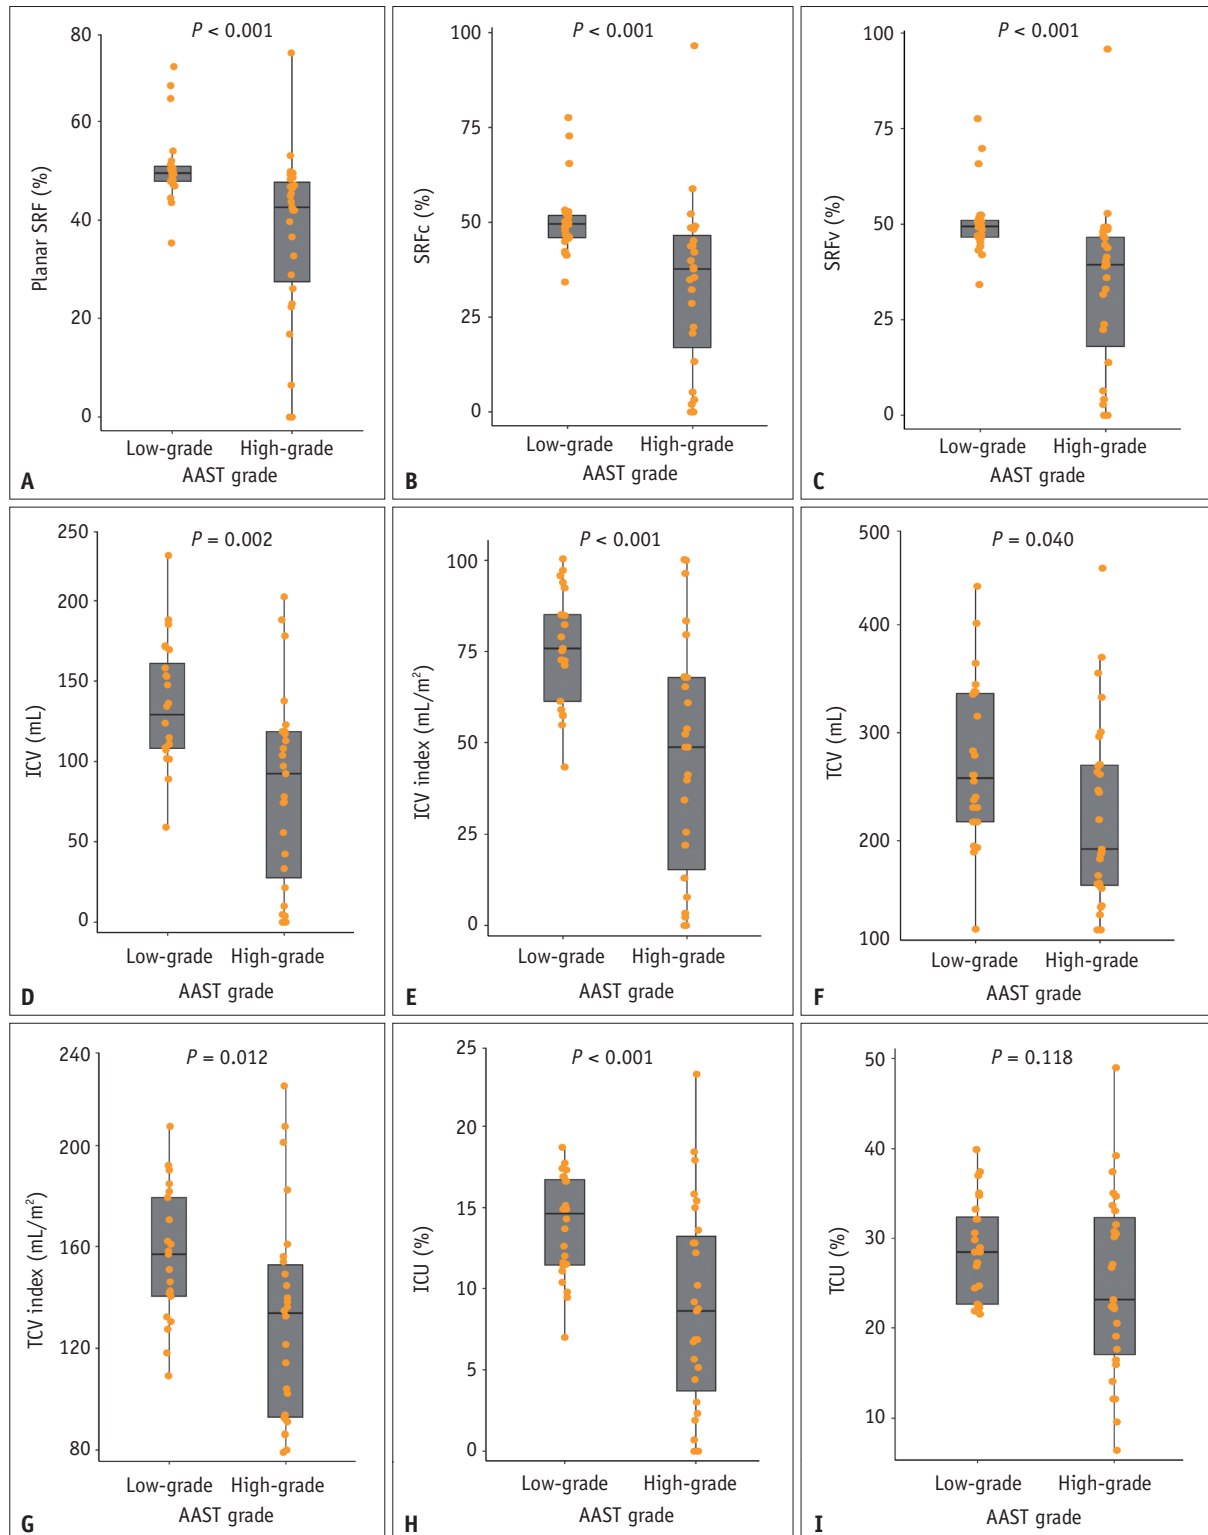 P < 0.001
80
60
40
20
0
Planar SRF (%)
Low-grade High-grade
AAST grade
A
P < 0.001
100
75
50
25
0
SRFc (%)
Low-grade High-grade
AAST grade
B
P < 0.001
100
75
50
25
0
SRFv (%)
Low-grade High-grade
AAST grade
C
P = 0.002
250
200
150
100
50
0
ICV (mL)
Low-grade High-grade
AAST grade
D
P < 0.001
100
75
50
25
0
ICV index (mL/m²)
Low-grade High-grade
AAST grade
E
P = 0.040
500
400
300
200
100
TCV (mL)
Low-grade High-grade
AAST grade
F
P = 0.012
240
200
160
120
80
TCV index (mL/m²)
Low-grade High-grade
AAST grade
G
P < 0.001
25
20
15
10
5
0
ICU (%)
Low-grade High-grade
AAST grade
H
P = 0.118
50
40
30
20
10
TCU (%)
Low-grade High-grade
AAST grade
I